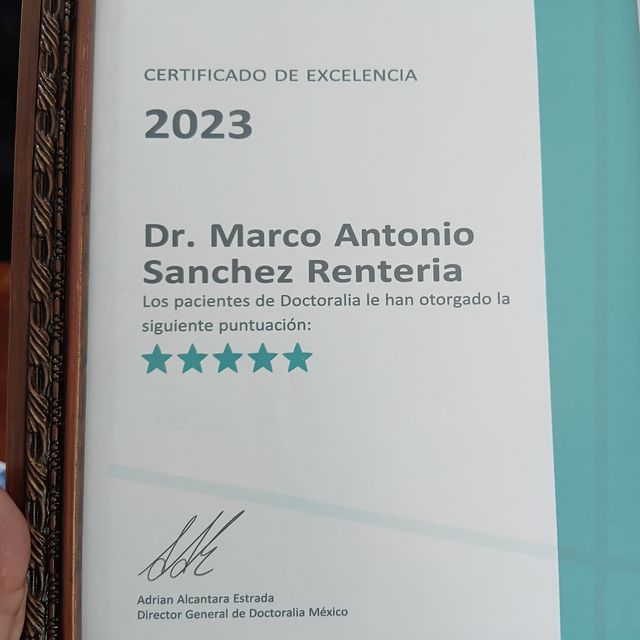 CERTIFICADO DE EXCELENCIA
2023
Dr. Marco Antonio
Sanchez Renteria
Los pacientes de Doctoralia le han otorgado la
siguiente puntuación:
Adrian Alcantara Estrada
Director General de Doctoralia México